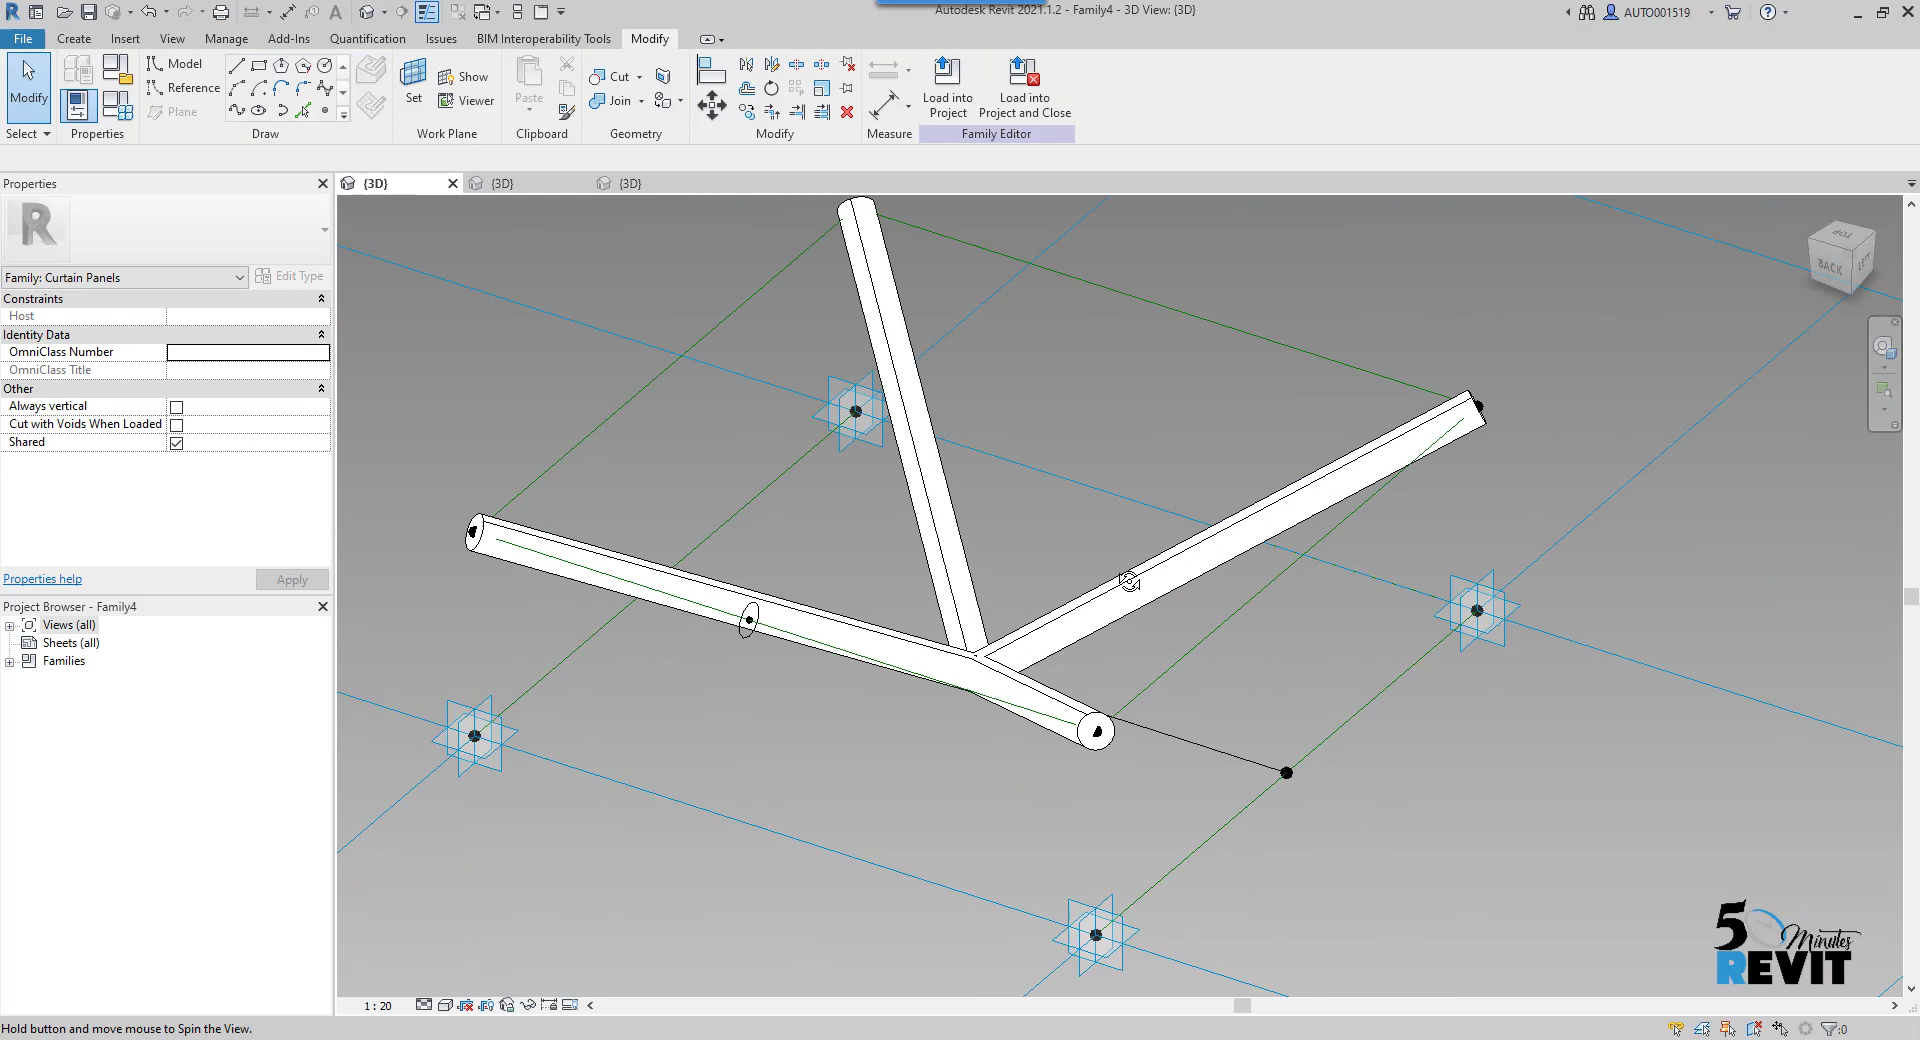 Autodesk Revit 2021.1.2 - Family4 - 3D View: {3D}
AUTO001519
File
Create
Insert
View
Manage
Add-Ins
Quantification
Issues
BIM Interoperability Tools
Modify
Modify
Select
Properties
Model
Reference
Plane
Draw
Set
Show
Viewer
Work Plane
Paste
Clipboard
Cut
Join
Geometry
Modify
Measure
Load into
Project
Load into
Project and Close
Family Editor
Properties
{3D}
{3D}
{3D}
R
Family: Curtain Panels
Edit Type
Constraints
Host
Identity Data
OmniClass Number
OmniClass Title
Other
Always vertical
Cut with Voids When Loaded
Shared
Properties help
Apply
Project Browser - Family4
Views (all)
Sheets (all)
Families
TOP
BACK
LEFT
5 Minutes
REVIT
1 : 20
Hold button and move mouse to Spin the View.
:0